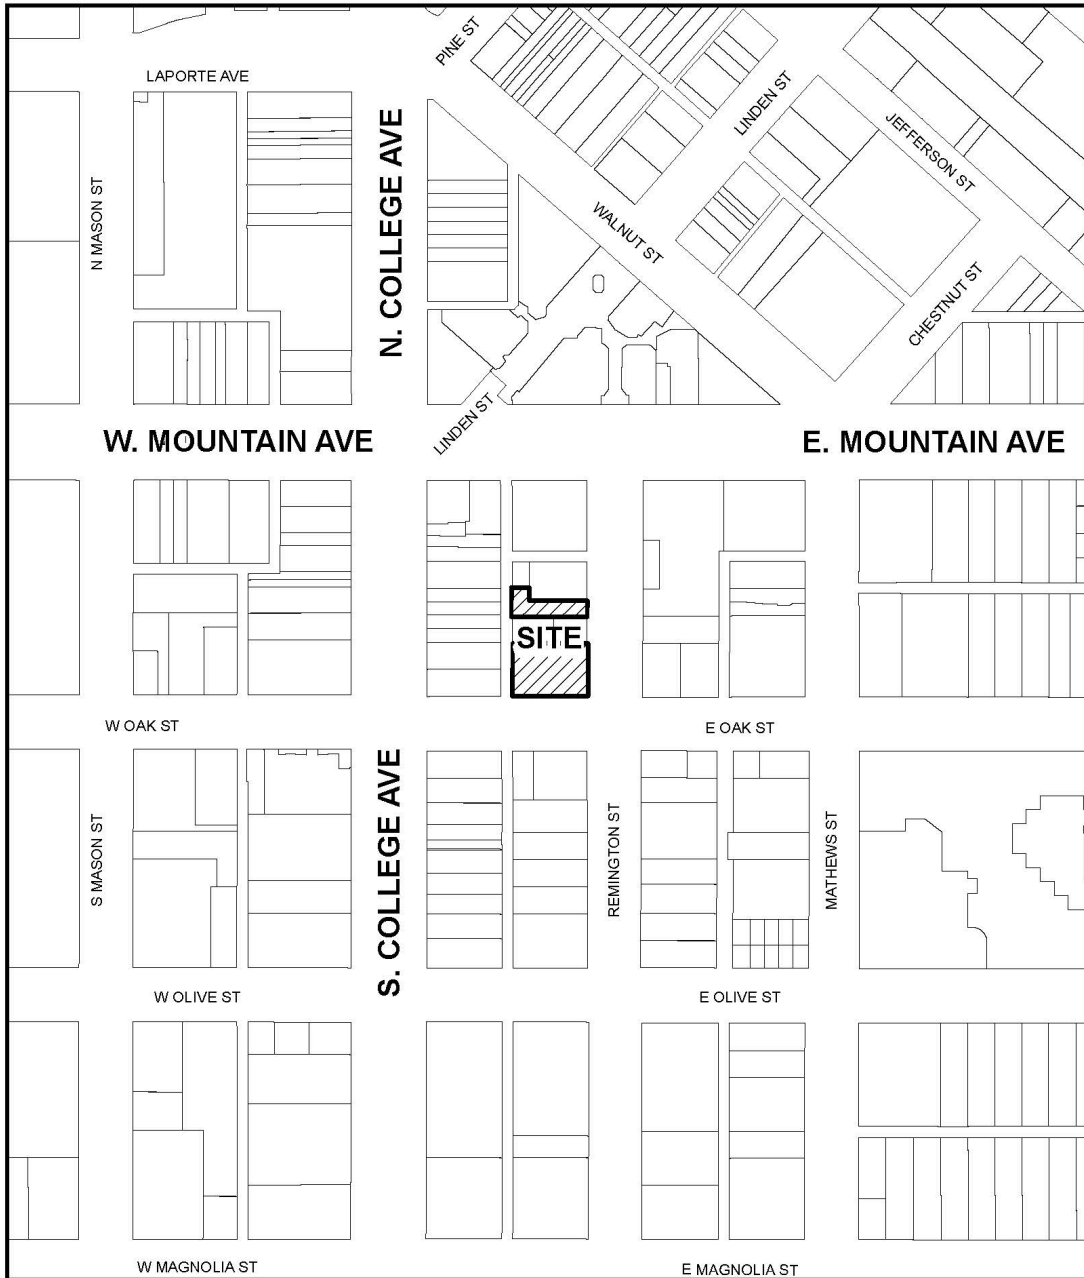 PINE ST
LAPORTE AVE
LINDEN ST
JEFFERSON ST
N. COLLEGE AVE
N MASON ST
WALNUT ST
CHESTNUT ST
LINDEN ST
W. MOUNTAIN AVE
E. MOUNTAIN AVE
SITE
W OAK ST
E OAK ST
S. COLLEGE AVE
S MASON ST
REMINGTON ST
MATHEWS ST
W OLIVE ST
E OLIVE ST
W MAGNOLIA ST
E MAGNOLIA ST